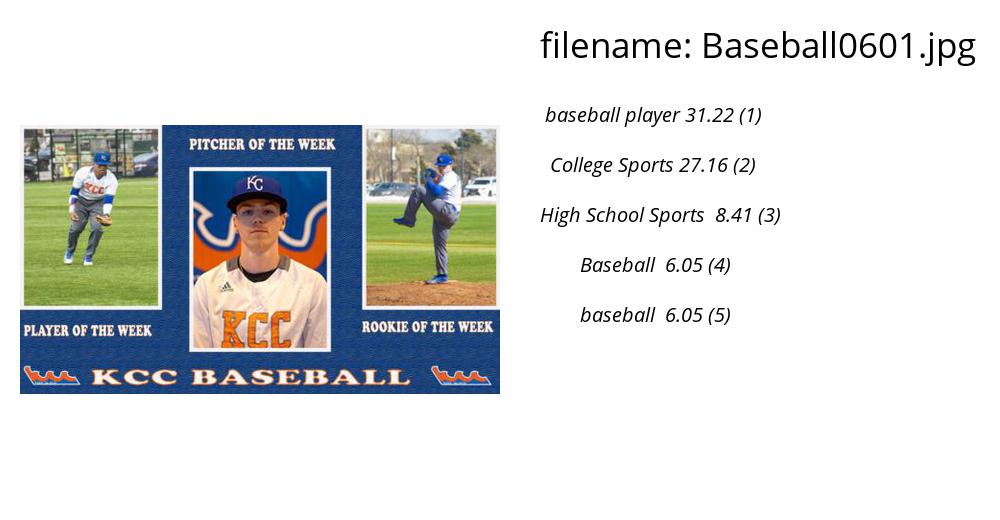 filename: Baseball0601.jpg
baseball player 31.22 (1)
College Sports 27.16 (2)
High School Sports 8.41 (3)
Baseball 6.05 (4)
baseball 6.05 (5)
PITCHER OF THE WEEK
KC
KCC
KCC
PLAYER OF THE WEEK
ROOKIE OF THE WEEK
KCC BASEBALL